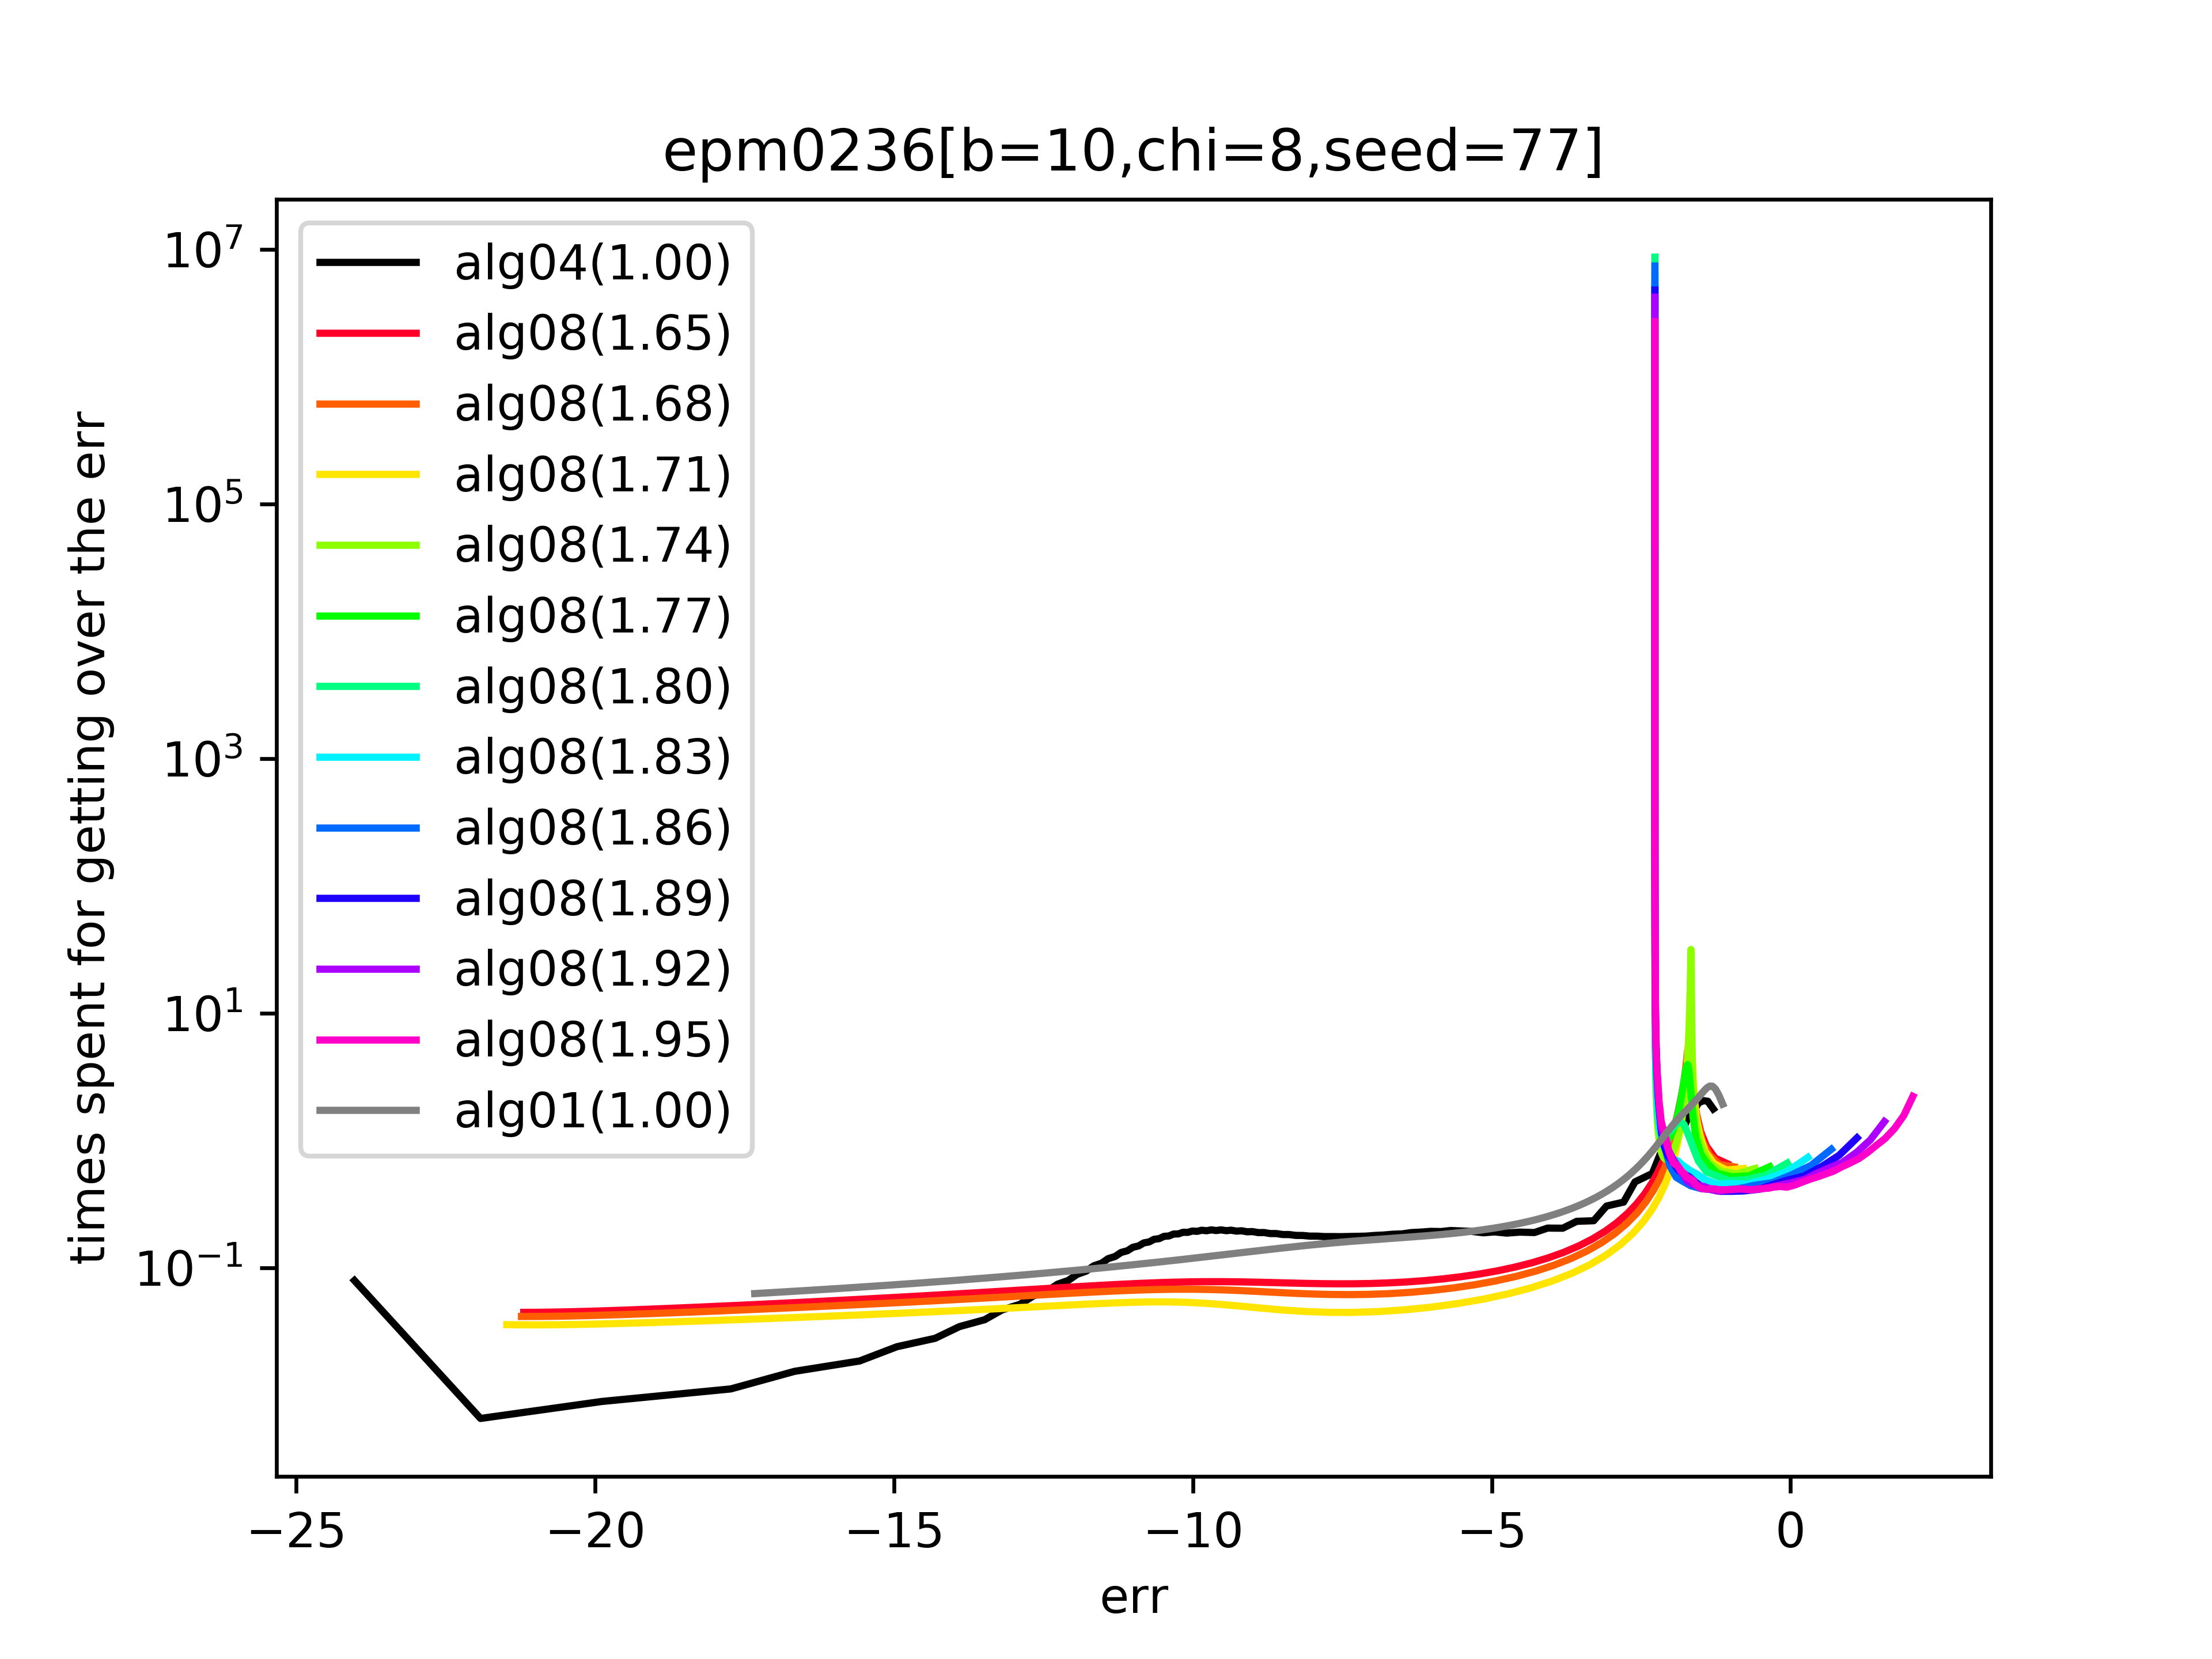 epm0236[b=10,chi=8,seed=77]
times spent for getting over the err
10^7
10^5
10^3
10^1
10^−1
alg04(1.00)
alg08(1.65)
alg08(1.68)
alg08(1.71)
alg08(1.74)
alg08(1.77)
alg08(1.80)
alg08(1.83)
alg08(1.86)
alg08(1.89)
alg08(1.92)
alg08(1.95)
alg01(1.00)
−25 −20 −15 −10 −5 0
err